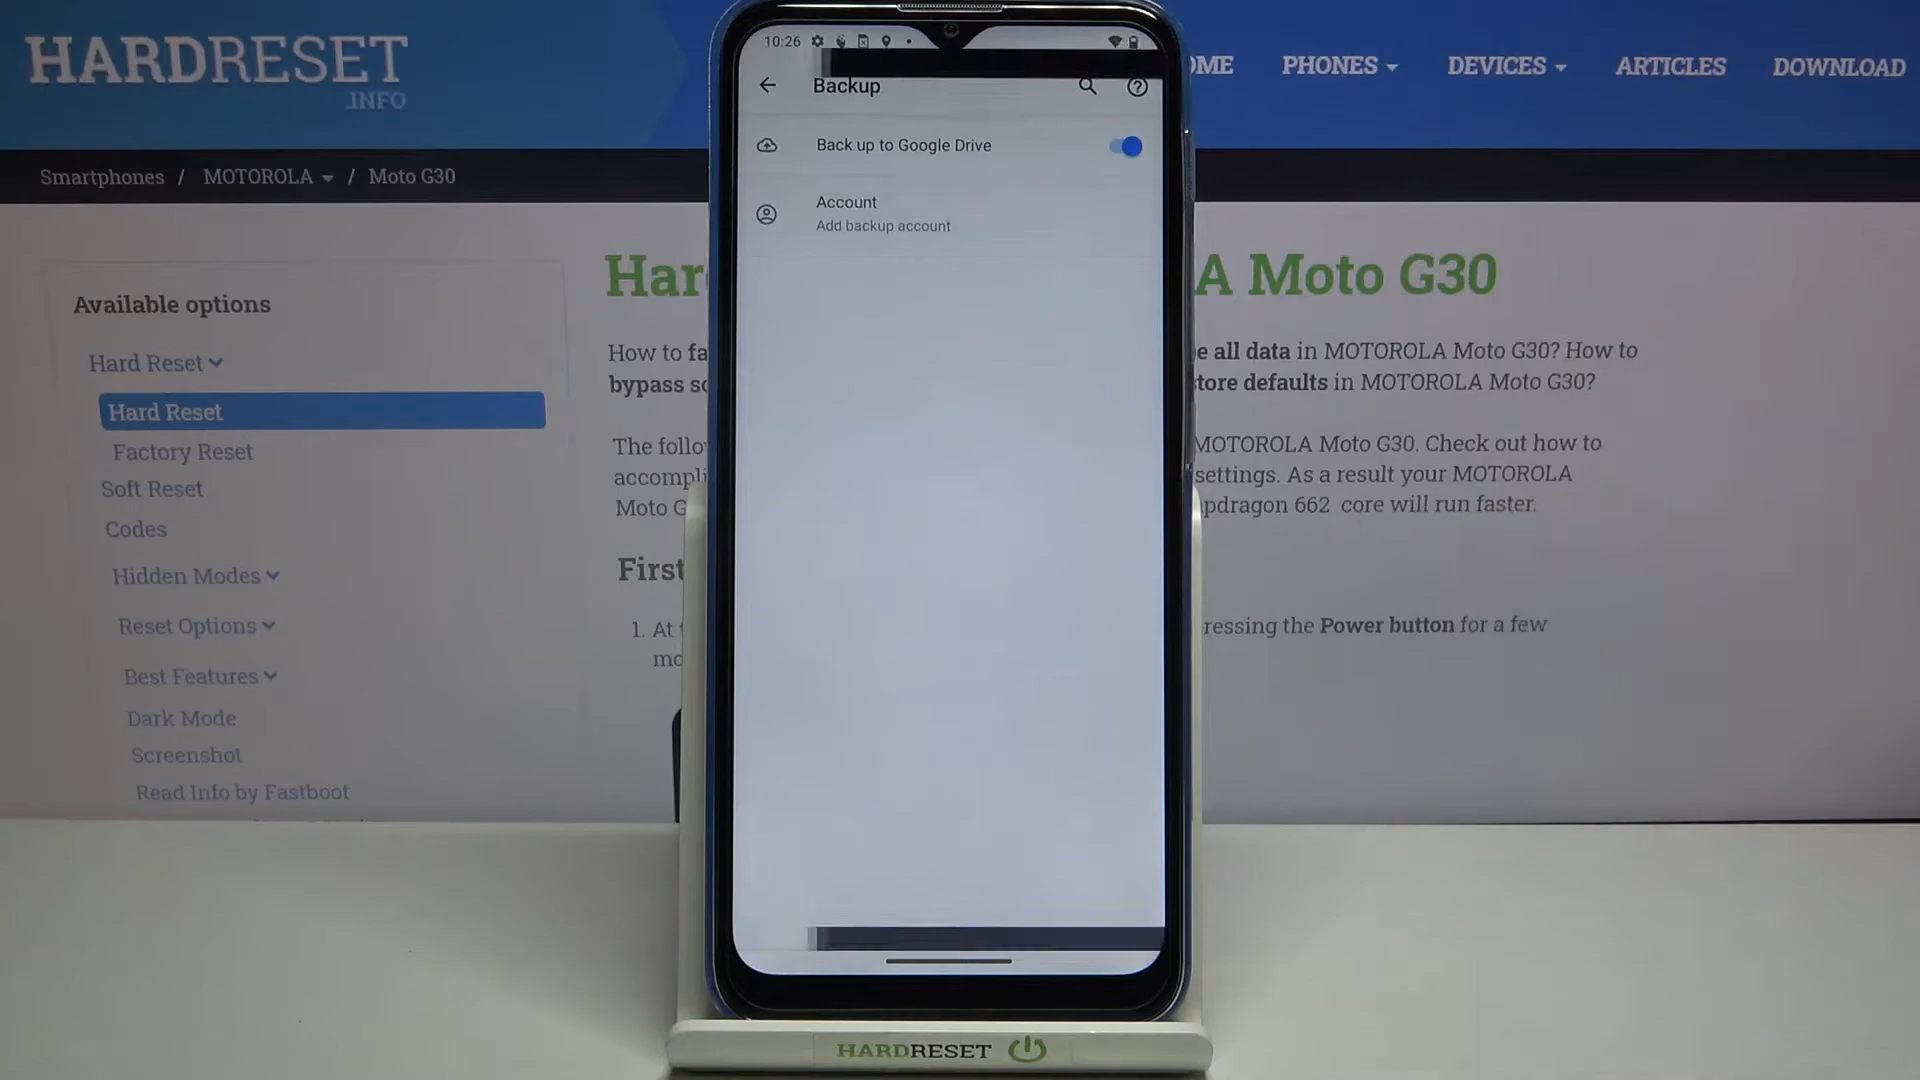 HARDRESET
.INFO
OME PHONES DEVICES ARTICLES DOWNLOAD
Smartphones / MOTOROLA / Moto G30
Available options
Hard Reset
Hard Reset
Factory Reset
Soft Reset
Codes
Hidden Modes
Reset Options
Best Features
Dark Mode
Screenshot
Read Info by Fastboot
10:26
Backup
Back up to Google Drive
Account
Add backup account
Har A Moto G30
How to fa e all data in MOTOROLA Moto G30? How to
bypass sc store defaults in MOTOROLA Moto G30?
The follo MOTOROLA Moto G30. Check out how to
accompli settings. As a result your MOTOROLA
Moto G pdragon 662 core will run faster.
First
1. At t ressing the Power button for a few
mo
HARDRESET